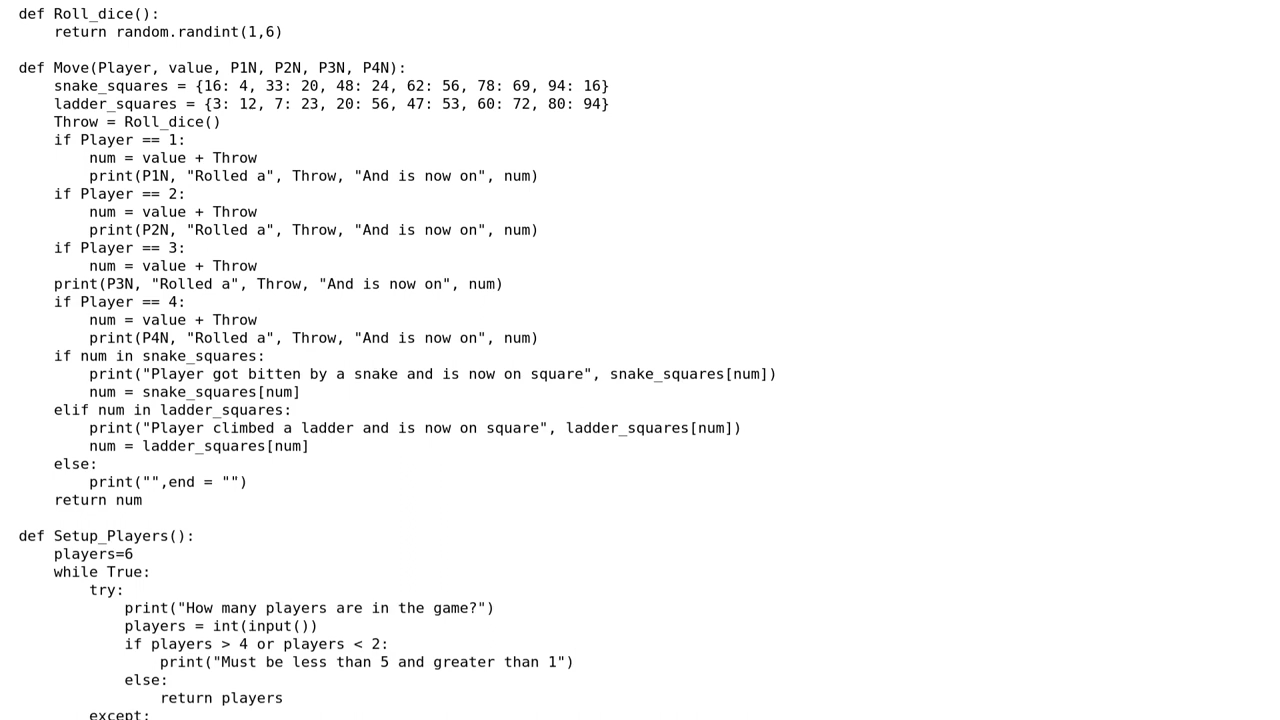 def Roll_dice():
    return random.randint(1,6)

def Move(Player, value, P1N, P2N, P3N, P4N):
    snake_squares = {16: 4, 33: 20, 48: 24, 62: 56, 78: 69, 94: 16}
    ladder_squares = {3: 12, 7: 23, 20: 56, 47: 53, 60: 72, 80: 94}
    Throw = Roll_dice()
    if Player == 1:
        num = value + Throw
        print(P1N, "Rolled a", Throw, "And is now on", num)
    if Player == 2:
        num = value + Throw
        print(P2N, "Rolled a", Throw, "And is now on", num)
    if Player == 3:
        num = value + Throw
    print(P3N, "Rolled a", Throw, "And is now on", num)
    if Player == 4:
        num = value + Throw
        print(P4N, "Rolled a", Throw, "And is now on", num)
    if num in snake_squares:
        print("Player got bitten by a snake and is now on square", snake_squares[num])
        num = snake_squares[num]
    elif num in ladder_squares:
        print("Player climbed a ladder and is now on square", ladder_squares[num])
        num = ladder_squares[num]
    else:
        print("",end = "")
    return num

def Setup_Players():
    players=6
    while True:
        try:
            print("How many players are in the game?")
            players = int(input())
            if players > 4 or players < 2:
                print("Must be less than 5 and greater than 1")
            else:
                return players
        except: